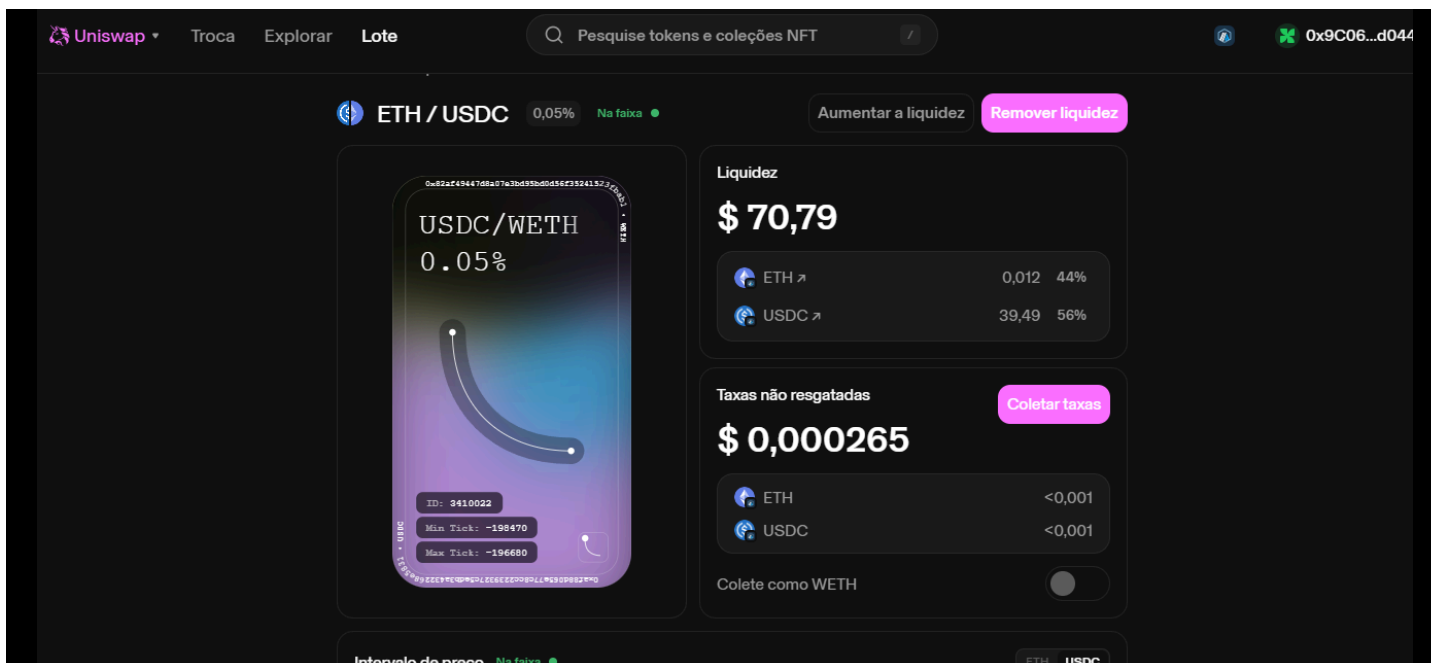 Uniswap
Troca
Explorar
Lote
Pesquise tokens e coleções NFT
/
0x9C06...d044
ETH / USDC
0,05%
Na faixa
Aumentar a liquidez
Remover liquidez
USDC/WETH
0.05%
ID: 3410022
Min Tick: -198470
Max Tick: -196680
Liquidez
$ 70,79
ETH ↗ 0,012 44%
USDC ↗ 39,49 56%
Taxas não resgatadas
Coletar taxas
$ 0,000265
ETH <0,001
USDC <0,001
Colete como WETH
Intervalo de preço Na faixa
ETH USDC